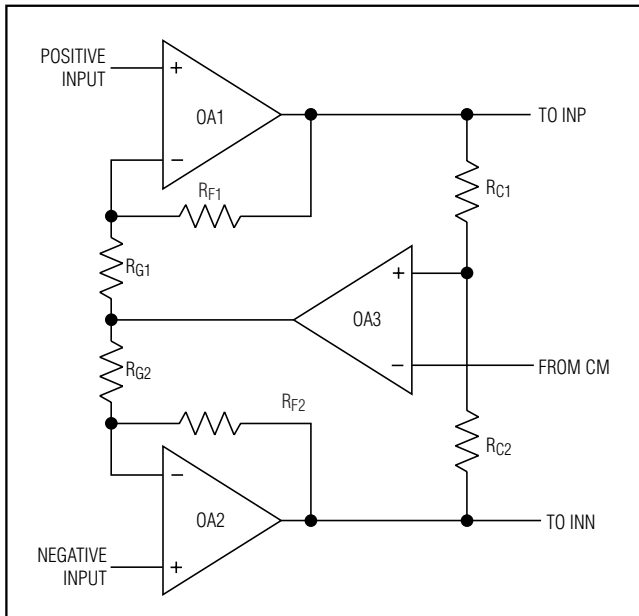 POSITIVE
INPUT
+
OA1
−
TO INP
RF1
RC1
RG1
+
OA3
−
RG2
FROM CM
RF2
RC2
−
OA2
+
TO INN
NEGATIVE
INPUT